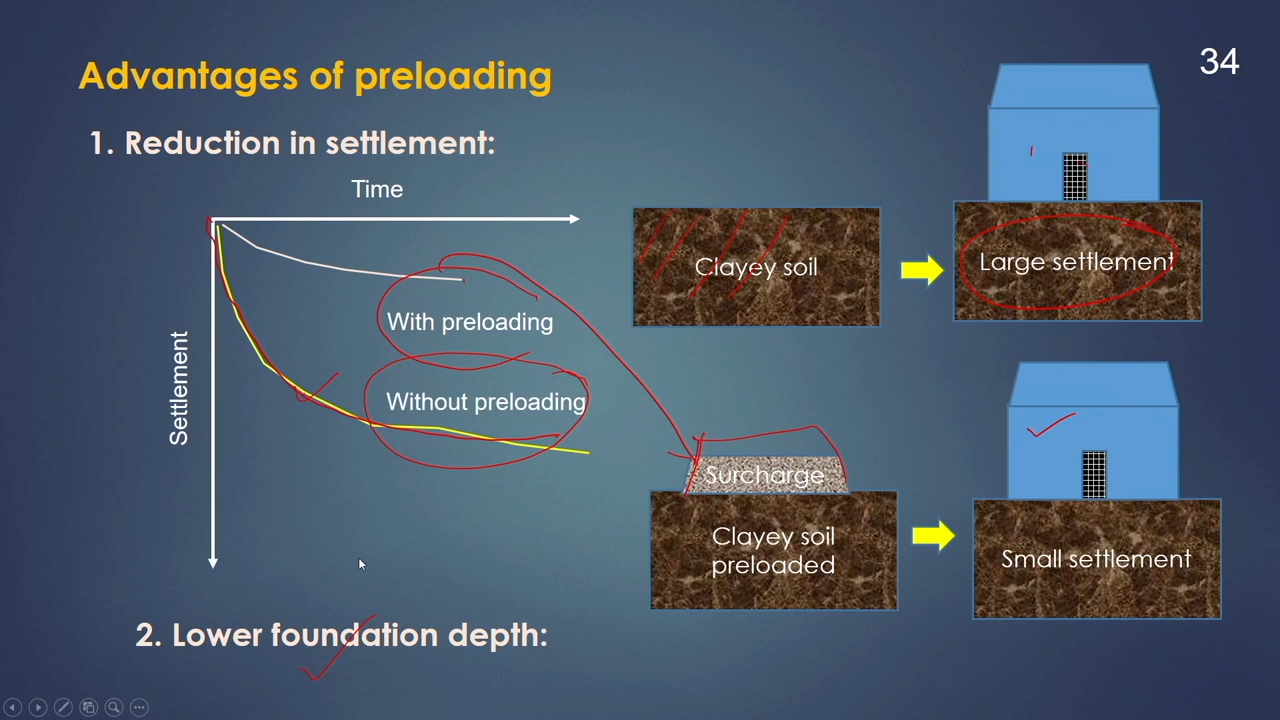 34
Advantages of preloading
1. Reduction in settlement:
Time
Settlement
With preloading
Without preloading
Clayey soil
Large settlement
Surcharge
Clayey soil
preloaded
Small settlement
2. Lower foundation depth: